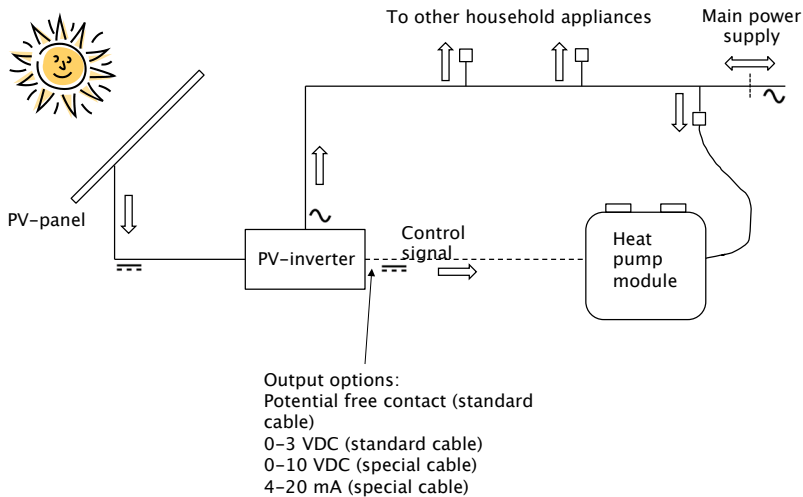 To other household appliances
Main power
supply
PV-panel
PV-inverter
Control
signal
Heat
pump
module
Output options:
Potential free contact (standard
cable)
0-3 VDC (standard cable)
0-10 VDC (special cable)
4-20 mA (special cable)